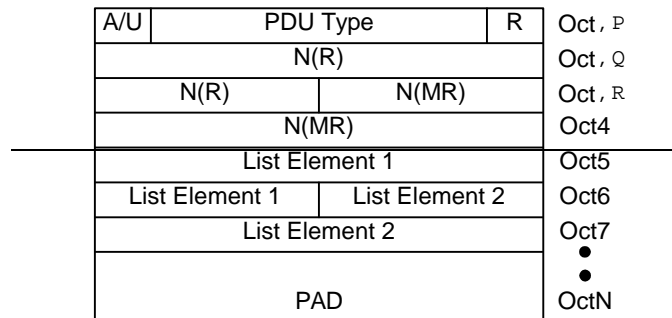 A/U PDU Type R Oct , P
N(R) Oct , Q
N(R) N(MR) Oct , R
N(MR) Oct4
List Element 1 Oct5
List Element 1 List Element 2 Oct6
List Element 2 Oct7
PAD OctN